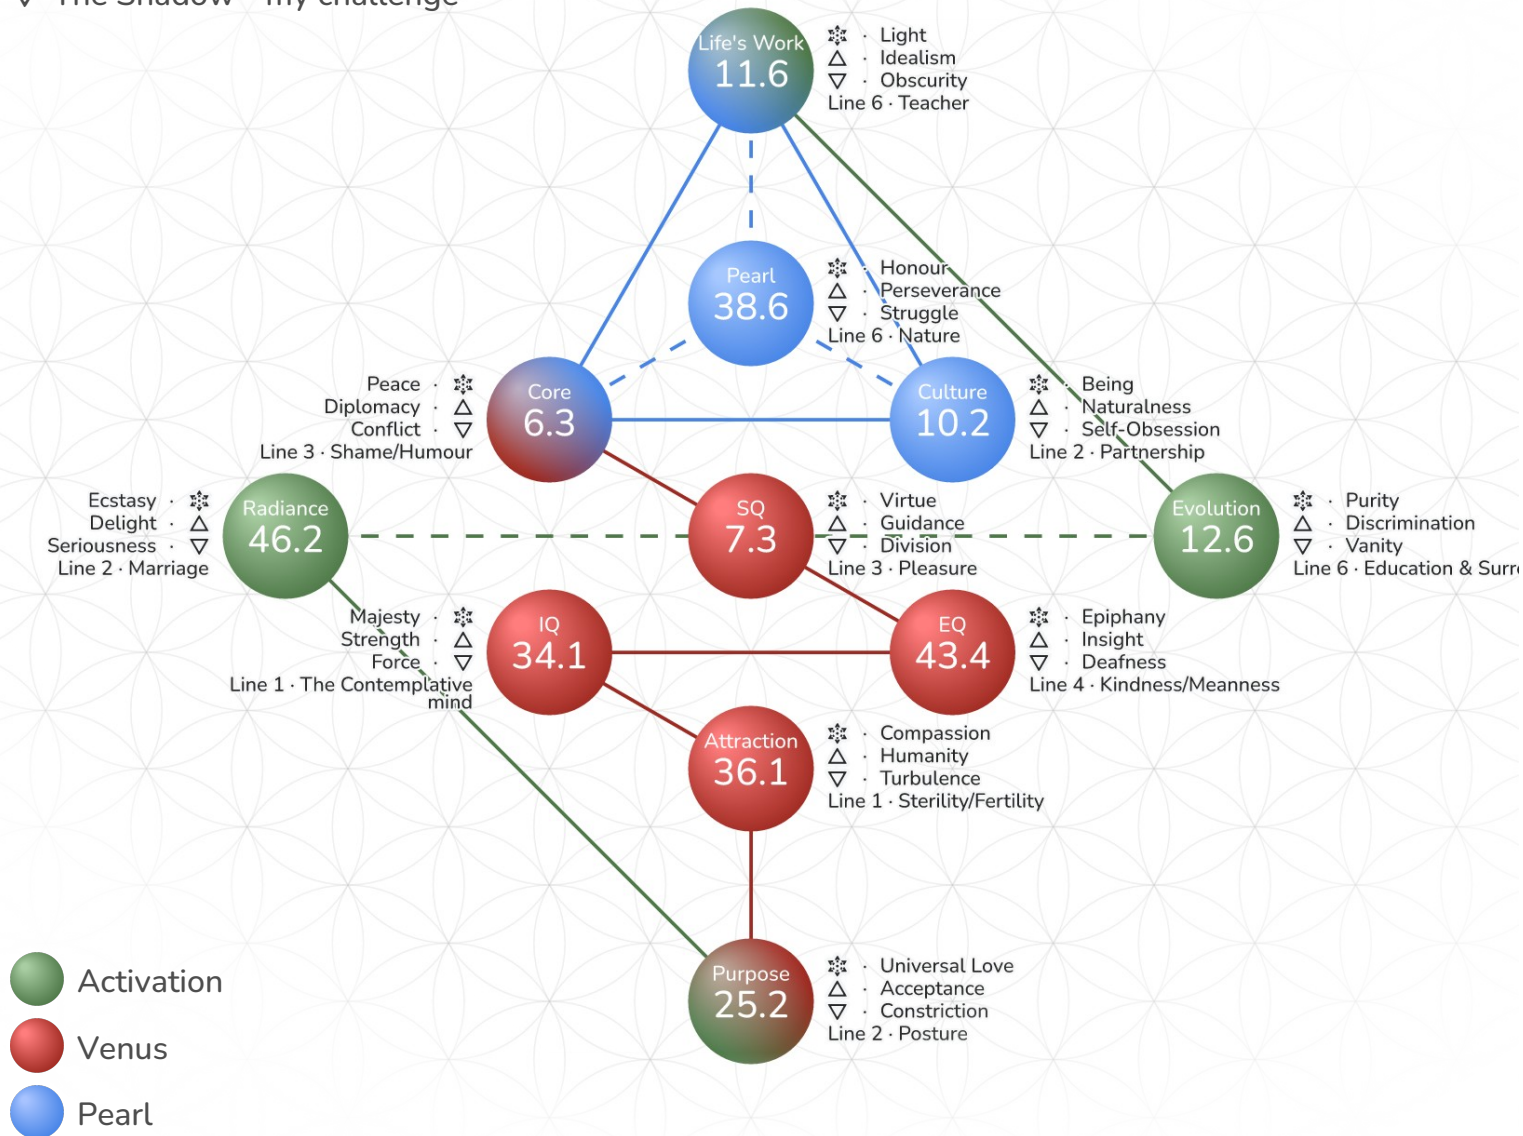 The Shadow - my challenge
Life's Work
11.6
· Light
· Idealism
· Obscurity
Line 6 · Teacher
Pearl
38.6
· Honour
· Perseverance
· Struggle
Line 6 · Nature
Peace ·
Diplomacy ·
Conflict ·
Line 3 · Shame/Humour
Core
6.3
Culture
10.2
· Being
· Naturalness
· Self-Obsession
Line 2 · Partnership
Ecstasy ·
Delight ·
Seriousness ·
Line 2 · Marriage
Radiance
46.2
SQ
7.3
· Virtue
· Guidance
· Division
Line 3 · Pleasure
Evolution
12.6
· Purity
· Discrimination
· Vanity
Line 6 · Education & Surre
Majesty ·
Strength ·
Force ·
Line 1 · The Contemplative
mind
IQ
34.1
EQ
43.4
· Epiphany
· Insight
· Deafness
Line 4 · Kindness/Meanness
Attraction
36.1
· Compassion
· Humanity
· Turbulence
Line 1 · Sterility/Fertility
Purpose
25.2
· Universal Love
· Acceptance
· Constriction
Line 2 · Posture
Activation
Venus
Pearl